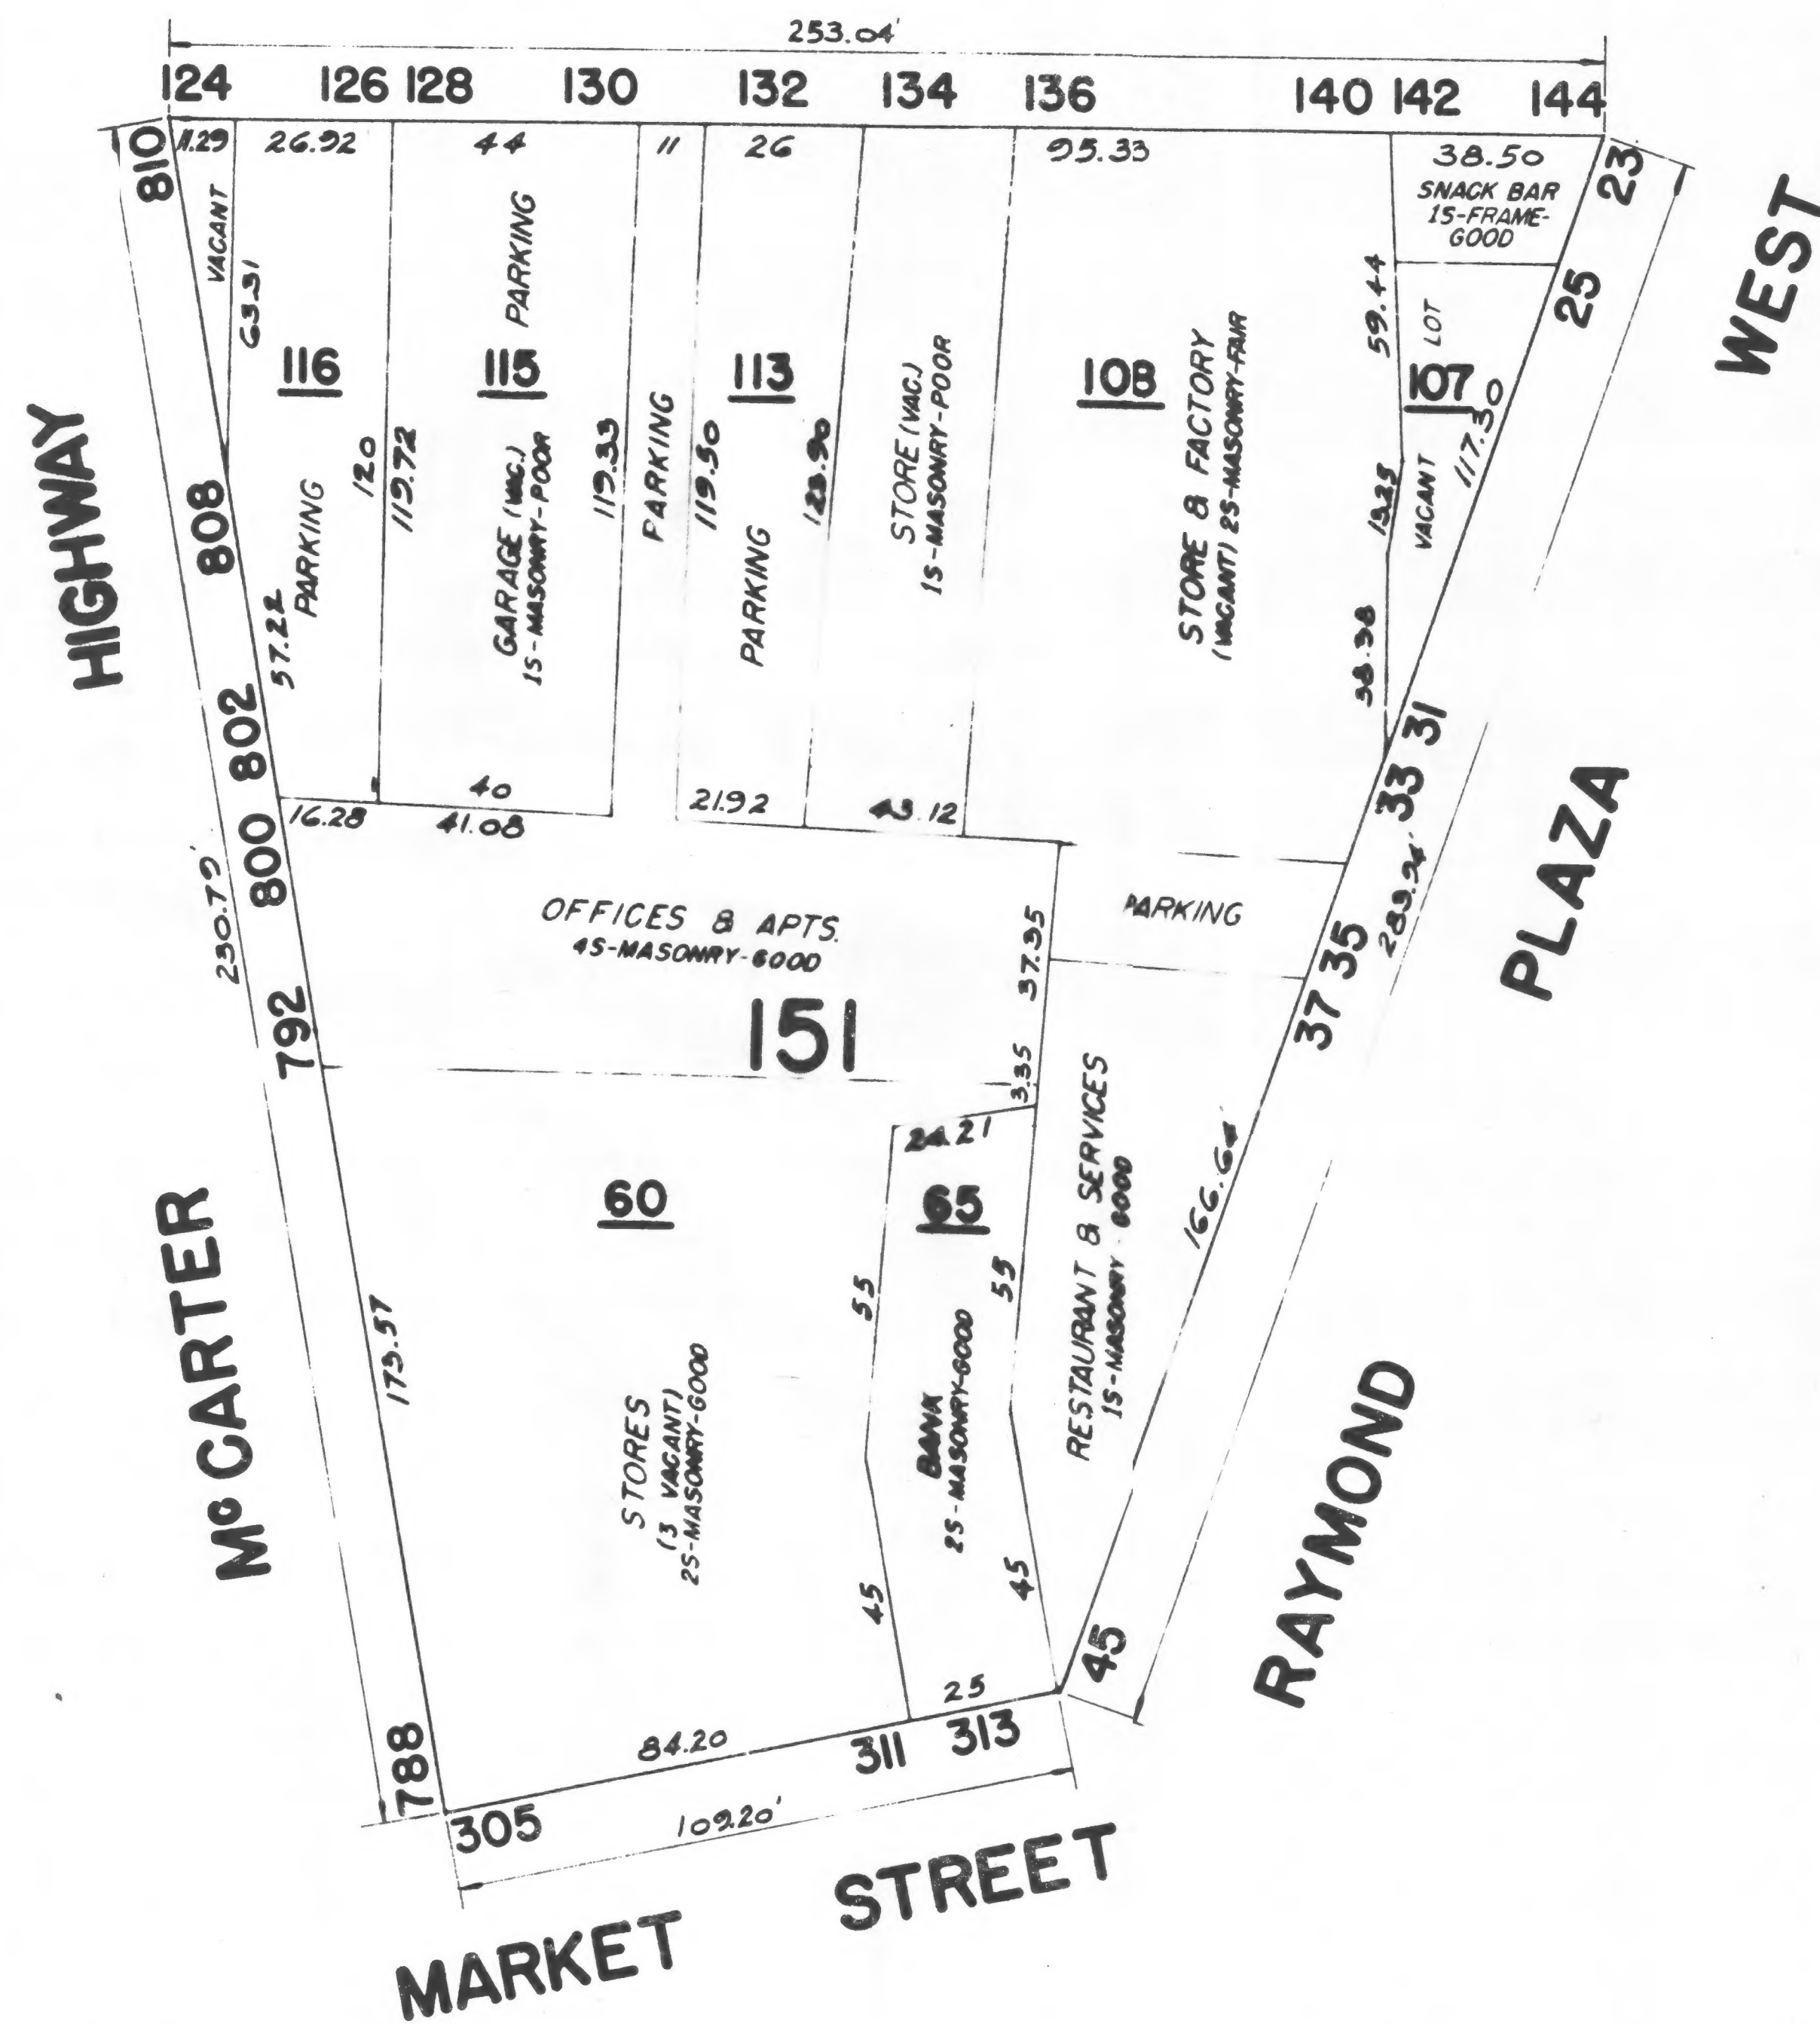 253.04'
124 126 128 130 132 134 136 140 142 144
11.29 26.92 44 11 26 95.33 38.50
SNACK BAR
1S-FRAME-
GOOD
810
808
802
800
792
788
23
25
31
33
35
37
45
WEST
PLAZA
RAYMOND
HIGHWAY
McCARTER
VACANT
63.31
116
PARKING
57.22
120
119.72
16.28
PARKING
115
GARAGE (VAC.)
1S-MASONRY-POOR
119.33
40
41.08
PARKING
119.50
113
PARKING
21.92
STORE (VAC.)
1S-MASONRY-POOR
43.12
108
STORE & FACTORY
(VACANT) 2S-MASONRY-FAIR
59.44
38.38
LOT
107
VACANT
117.30
230.79'
OFFICES & APTS.
4S-MASONRY-GOOD
151
37.35
3.35
PARKING
24.21
60
65
RESTAURANT & SERVICES
1S-MASONRY-GOOD
166.64
173.57
STORES
(3 VACANT)
2S-MASONRY-GOOD
55
45
BANK
2S-MASONRY-GOOD
55
45
25
84.20
305
311
313
109.20'
MARKET STREET